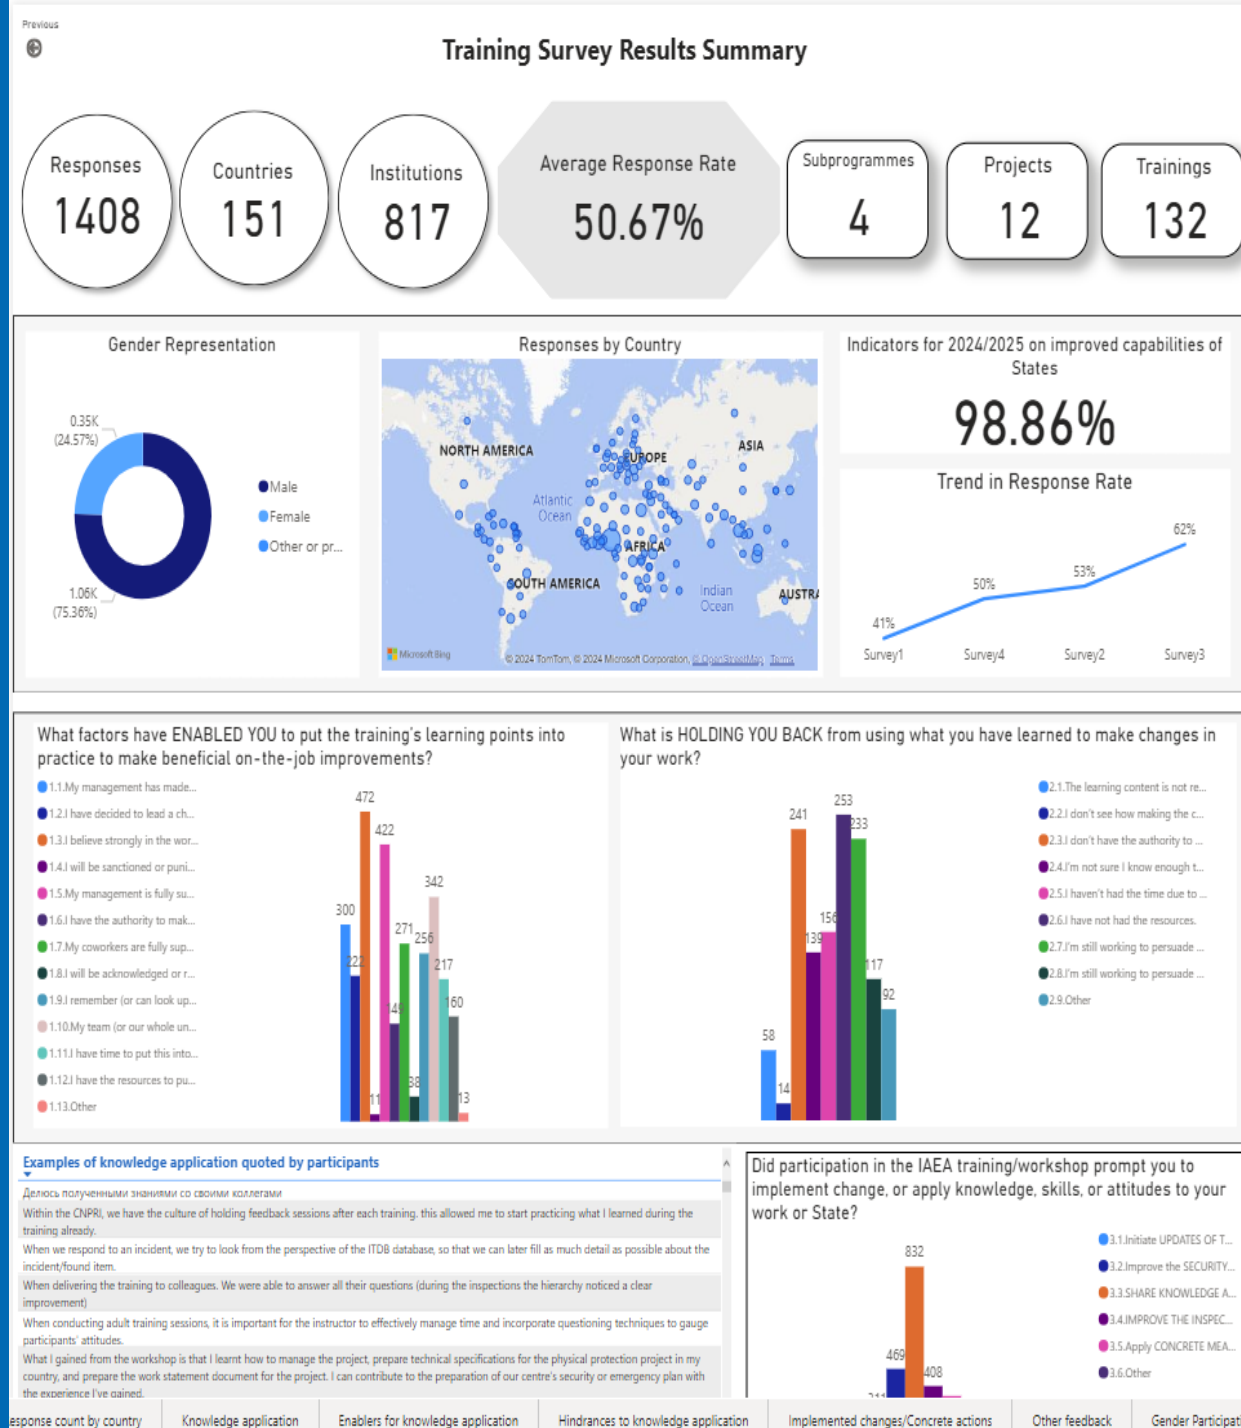 Previous
Training Survey Results Summary
Responses
1408
Countries
151
Institutions
817
Average Response Rate
50.67%
Subprogrammes
4
Projects
12
Trainings
132
Gender Representation
0.35K
(24.57%)
1.06K
(75.36%)
Male
Female
Other or pr...
Responses by Country
NORTH AMERICA
EUROPE
ASIA
Atlantic
Ocean
AFRICA
SOUTH AMERICA
Indian
Ocean
AUSTRA
Microsoft Bing
© 2024 TomTom, © 2024 Microsoft Corporation, © OpenStreetMap Terms
Indicators for 2024/2025 on improved capabilities of
States
98.86%
Trend in Response Rate
41%
50%
53%
62%
Survey1
Survey4
Survey2
Survey3
What factors have ENABLED YOU to put the training's learning points into
practice to make beneficial on-the-job improvements?
1.1.My management has made...
1.2.I have decided to lead a ch...
1.3.I believe strongly in the wor...
1.4.I will be sanctioned or puni...
1.5.My management is fully su...
1.6.I have the authority to mak...
1.7.My coworkers are fully sup...
1.8.I will be acknowledged or r...
1.9.I remember (or can look up...
1.10.My team (or our whole un...
1.11.I have time to put this into...
1.12.I have the resources to pu...
1.13.Other
300
222
472
11
422
149
271
38
256
342
217
160
13
What is HOLDING YOU BACK from using what you have learned to make changes in
your work?
58
14
241
139
156
253
233
117
92
2.1.The learning content is not re...
2.2.I don't see how making the c...
2.3.I don't have the authority to ...
2.4.I'm not sure I know enough t...
2.5.I haven't had the time due to ...
2.6.I have not had the resources.
2.7.I'm still working to persuade ...
2.8.I'm still working to persuade ...
2.9.Other
Examples of knowledge application quoted by participants
Делюсь полученными знаниями со своими коллегами
Within the CNPRI, we have the culture of holding feedback sessions after each training. this allowed me to start practicing what I learned during the
training already.
When we respond to an incident, we try to look from the perspective of the ITDB database, so that we can later fill as much detail as possible about the
incident/found item.
When delivering the training to colleagues. We were able to answer all their questions (during the inspections the hierarchy noticed a clear
improvement)
When conducting adult training sessions, it is important for the instructor to effectively manage time and incorporate questioning techniques to gauge
participants' attitudes.
What I gained from the workshop is that I learnt how to manage the project, prepare technical specifications for the physical protection project in my
country, and prepare the work statement document for the project. I can contribute to the preparation of our centre's security or emergency plan with
the experience I've gained.
Did participation in the IAEA training/workshop prompt you to
implement change, or apply knowledge, skills, or attitudes to your
work or State?
469
832
408
3.1.Initiate UPDATES OF T...
3.2.Improve the SECURITY...
3.3.SHARE KNOWLEDGE A...
3.4.IMPROVE THE INSPEC...
3.5.Apply CONCRETE MEA...
3.6.Other
esponse count by country
Knowledge application
Enablers for knowledge application
Hindrances to knowledge application
Implemented changes/Concrete actions
Other feedback
Gender Participat